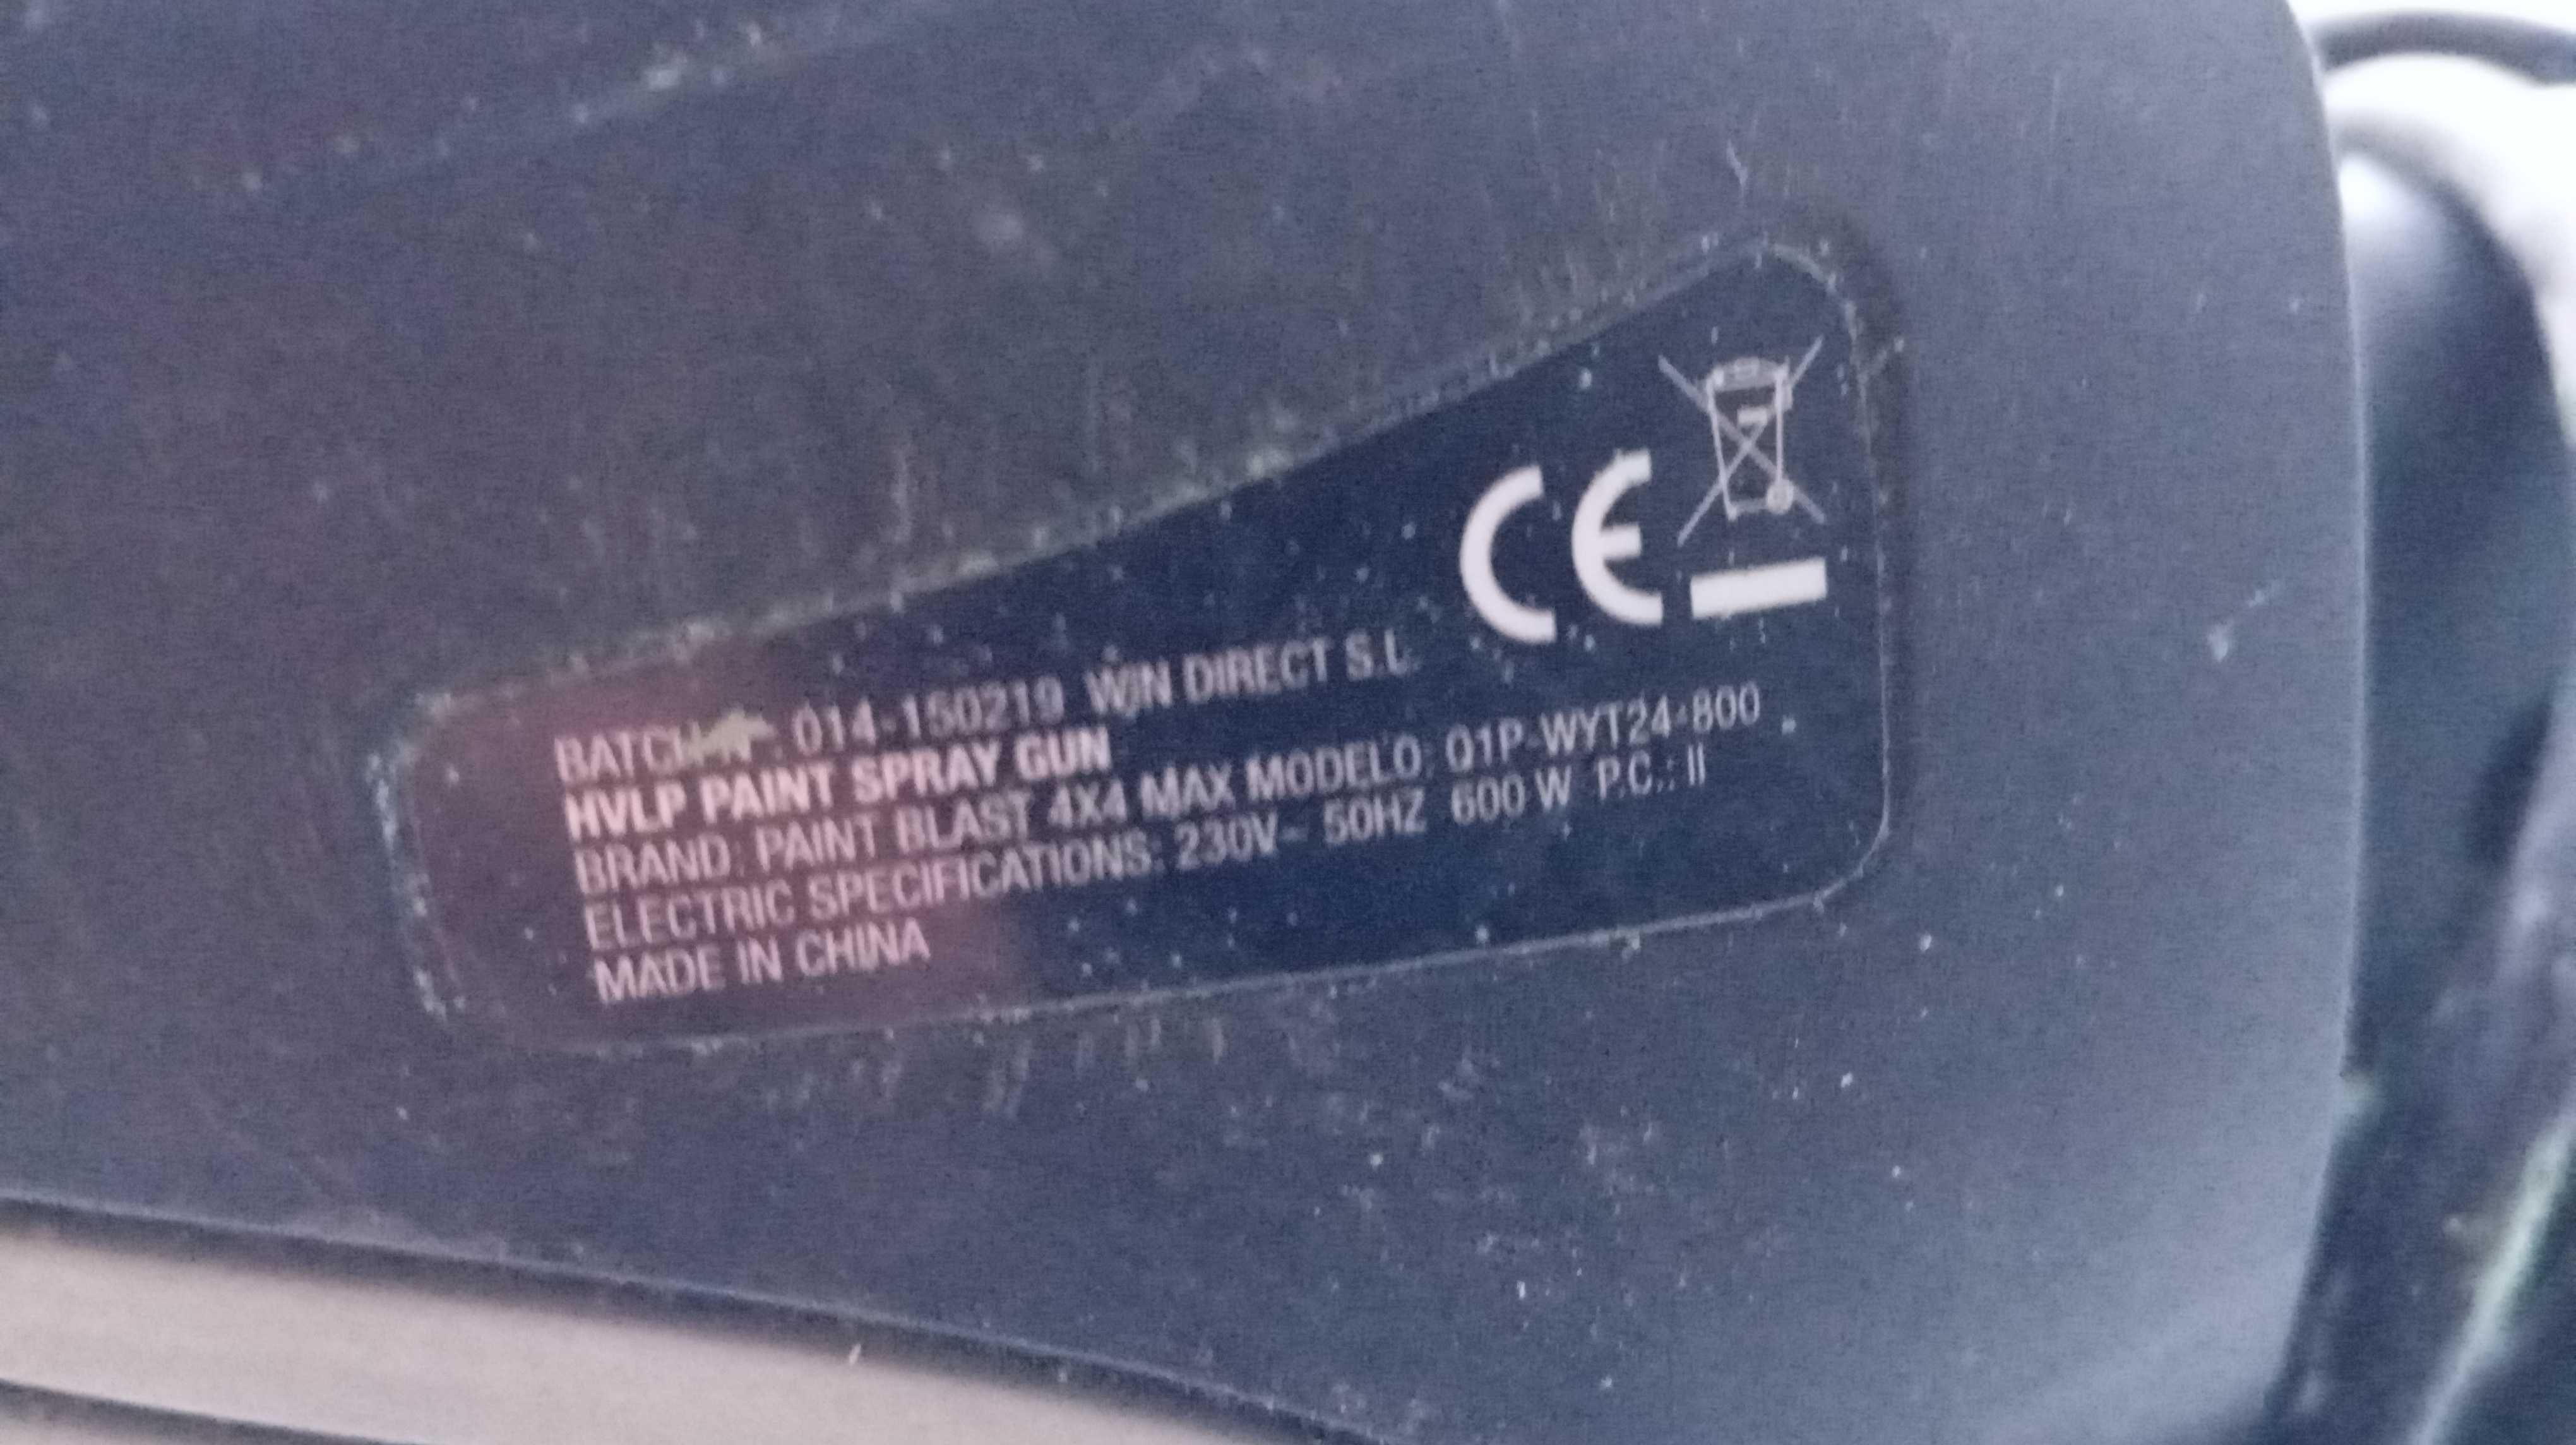 BATCH : 014-150219 WIN DIRECT S.L.
HVLP PAINT SPRAY GUN
BRAND: PAINT BLAST 4X4 MAX MODELO: 01P-WYT24-800
ELECTRIC SPECIFICATIONS: 230V~ 50HZ 600 W P.C.: II
MADE IN CHINA
CE